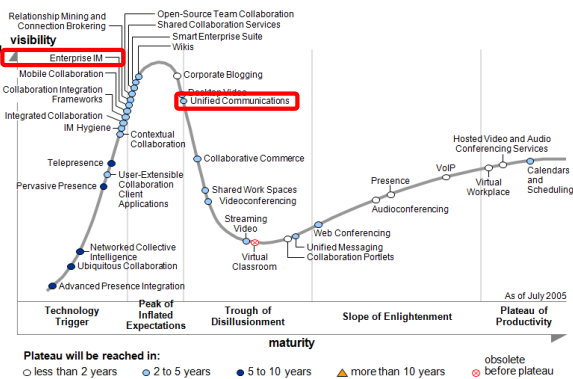 Relationship Mining and
Connection Brokering
Open-Source Team Collaboration
Shared Collaboration Services
Smart Enterprise Suite
Wikis
visibility
Enterprise IM
Mobile Collaboration
Collaboration Integration
Frameworks
Integrated Collaboration
IM Hygiene
Contextual
Collaboration
Corporate Blogging
Desktop Video
Unified Communications
Telepresence
Pervasive Presence
User-Extensible
Collaboration
Client
Applications
Collaborative Commerce
Shared Work Spaces
Videoconferencing
Streaming
Video
Virtual
Classroom
Web Conferencing
Unified Messaging
Collaboration Portlets
Presence
Audioconferencing
VoIP
Hosted Video and Audio
Conferencing Services
Virtual
Workplace
Calendars
and
Scheduling
Networked Collective
Intelligence
Ubiquitous Collaboration
Advanced Presence Integration
As of July 2005
Technology
Trigger
Peak of
Inflated
Expectations
Trough of
Disillusionment
Slope of Enlightenment
Plateau of
Productivity
maturity
Plateau will be reached in:
less than 2 years
2 to 5 years
5 to 10 years
more than 10 years
obsolete
before plateau